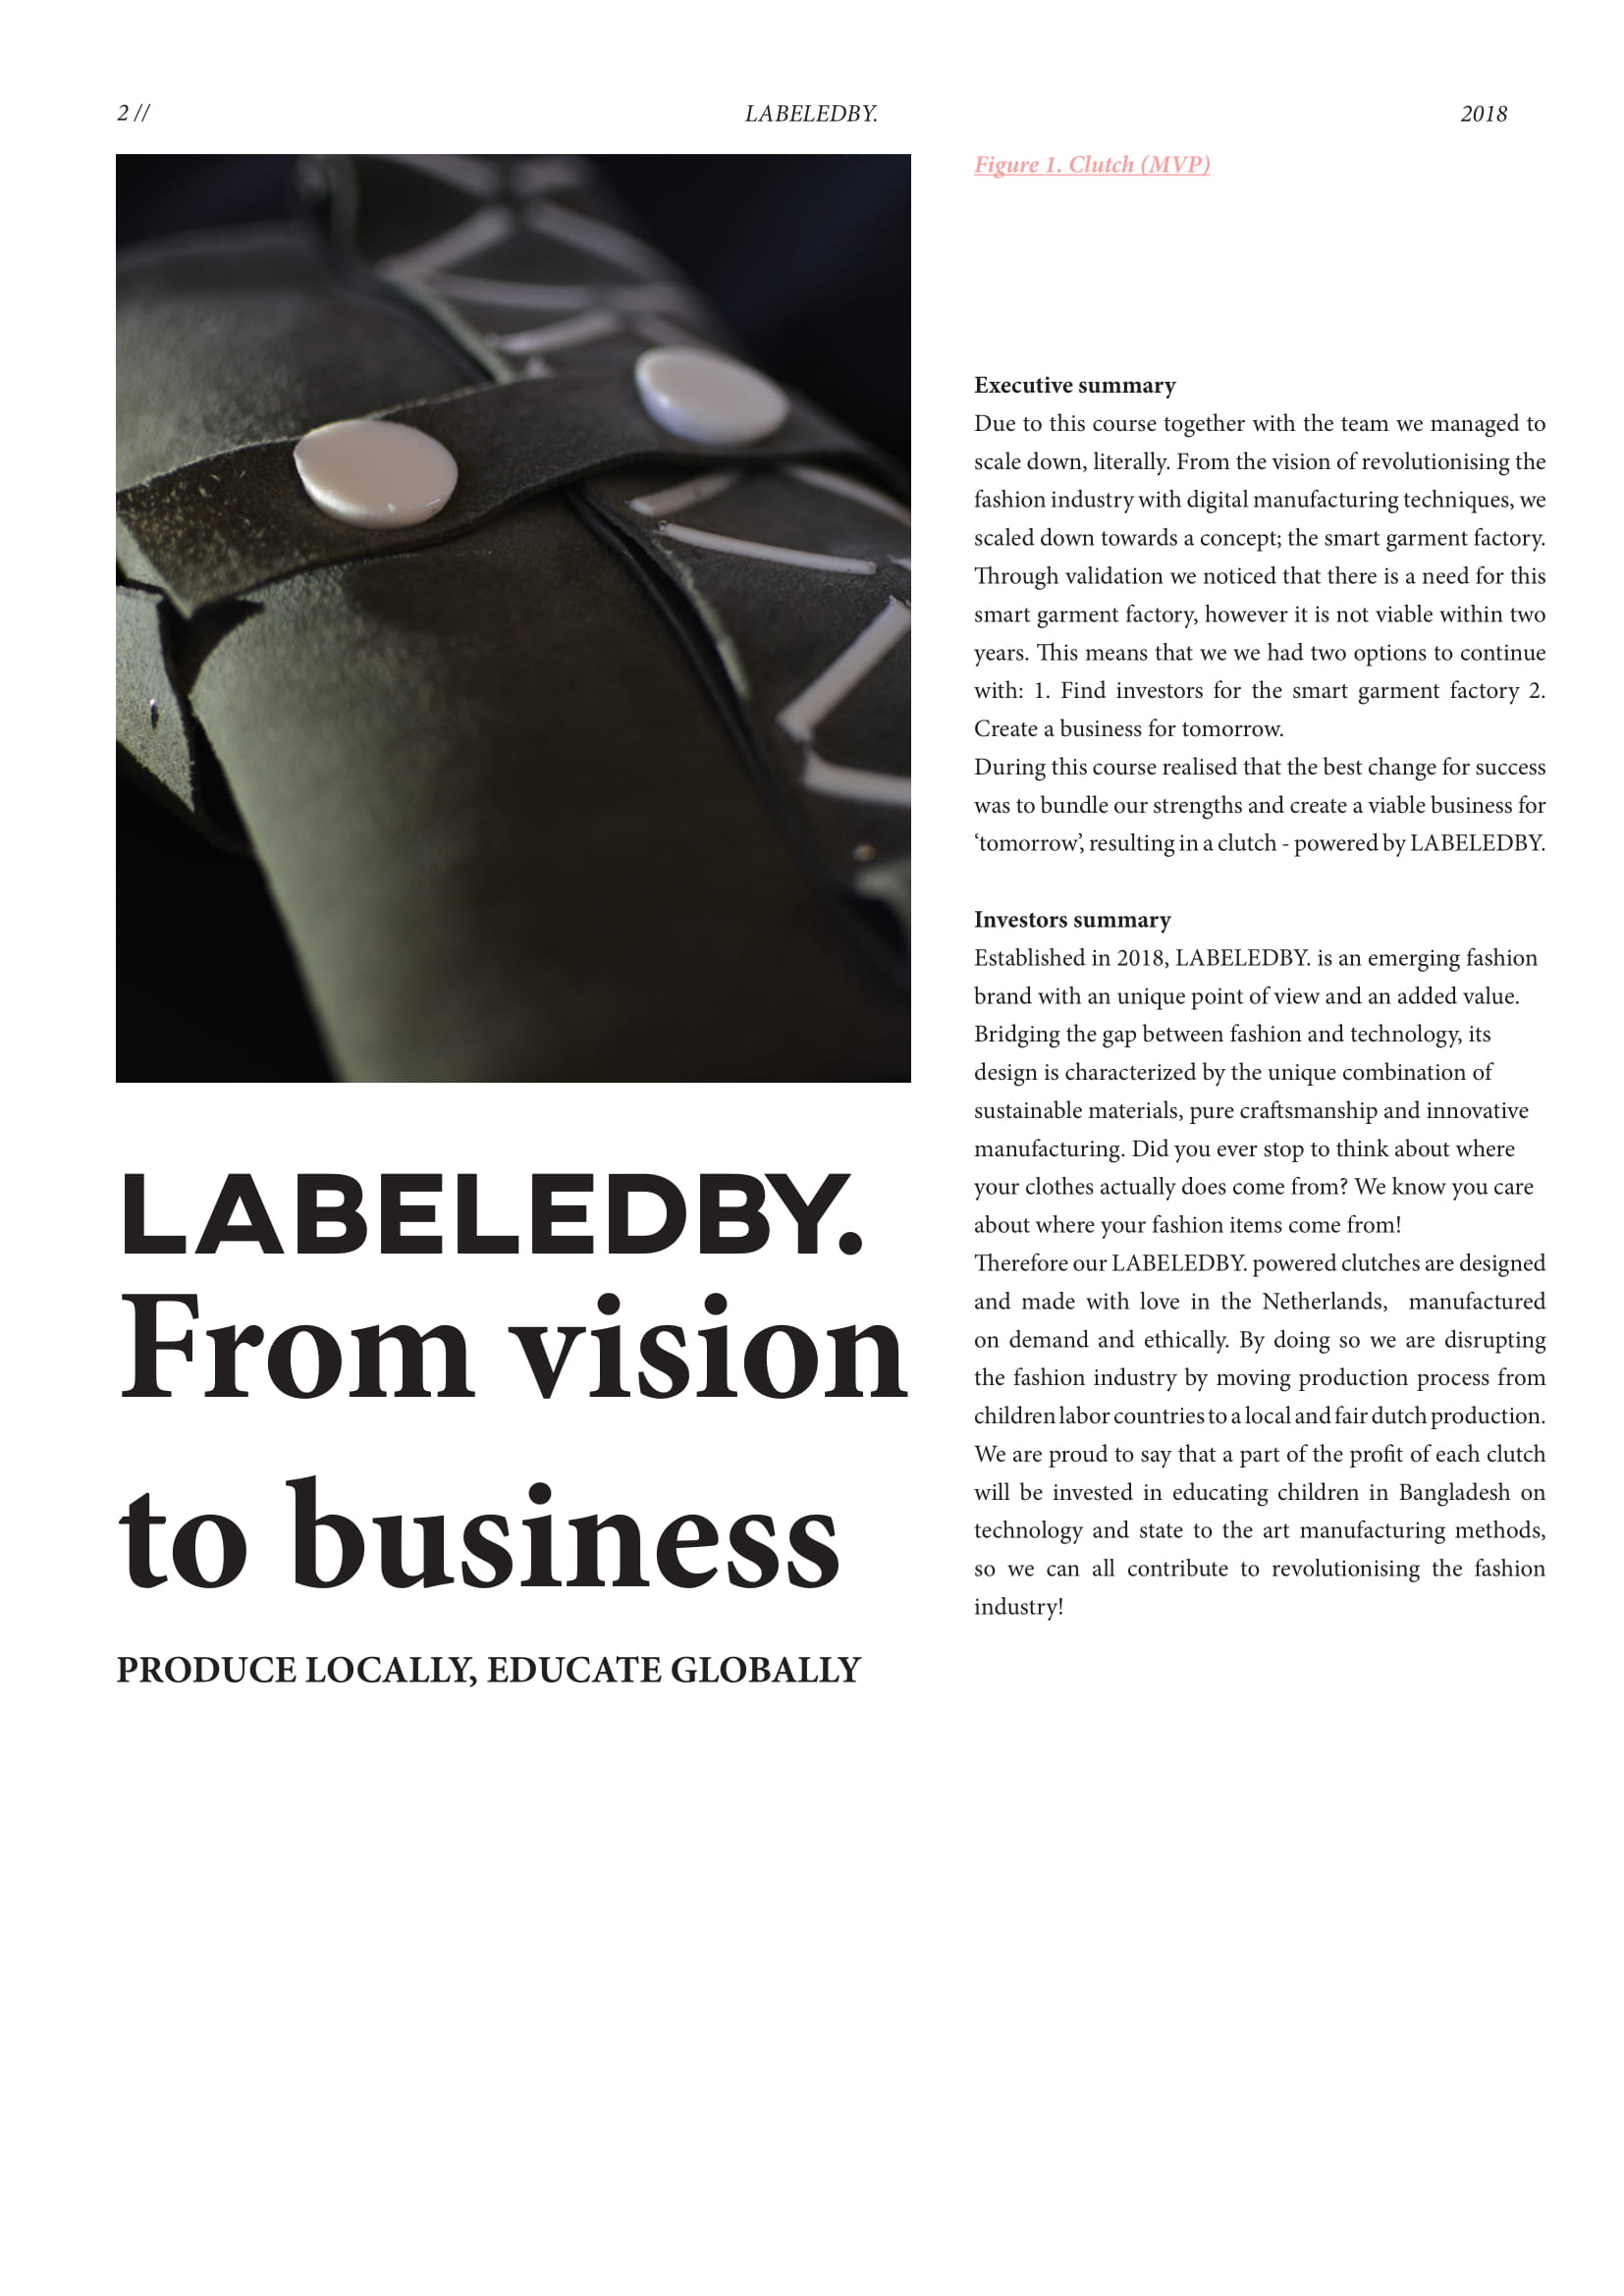 2 //
LABELEDBY.
2018
Figure 1. Clutch (MVP)
Executive summary
Due to this course together with the team we managed to
scale down, literally. From the vision of revolutionising the
fashion industry with digital manufacturing techniques, we
scaled down towards a concept; the smart garment factory.
Through validation we noticed that there is a need for this
smart garment factory, however it is not viable within two
years. This means that we we had two options to continue
with: 1. Find investors for the smart garment factory 2.
Create a business for tomorrow.
During this course realised that the best change for success
was to bundle our strengths and create a viable business for
‘tomorrow’, resulting in a clutch - powered by LABELEDBY.
Investors summary
Established in 2018, LABELEDBY. is an emerging fashion
brand with an unique point of view and an added value.
Bridging the gap between fashion and technology, its
design is characterized by the unique combination of
sustainable materials, pure craftsmanship and innovative
manufacturing. Did you ever stop to think about where
your clothes actually does come from? We know you care
about where your fashion items come from!
Therefore our LABELEDBY. powered clutches are designed
and made with love in the Netherlands, manufactured
on demand and ethically. By doing so we are disrupting
the fashion industry by moving production process from
children labor countries to a local and fair dutch production.
We are proud to say that a part of the profit of each clutch
will be invested in educating children in Bangladesh on
technology and state to the art manufacturing methods,
so we can all contribute to revolutionising the fashion
industry!
LABELEDBY.
From vision
to business
PRODUCE LOCALLY, EDUCATE GLOBALLY